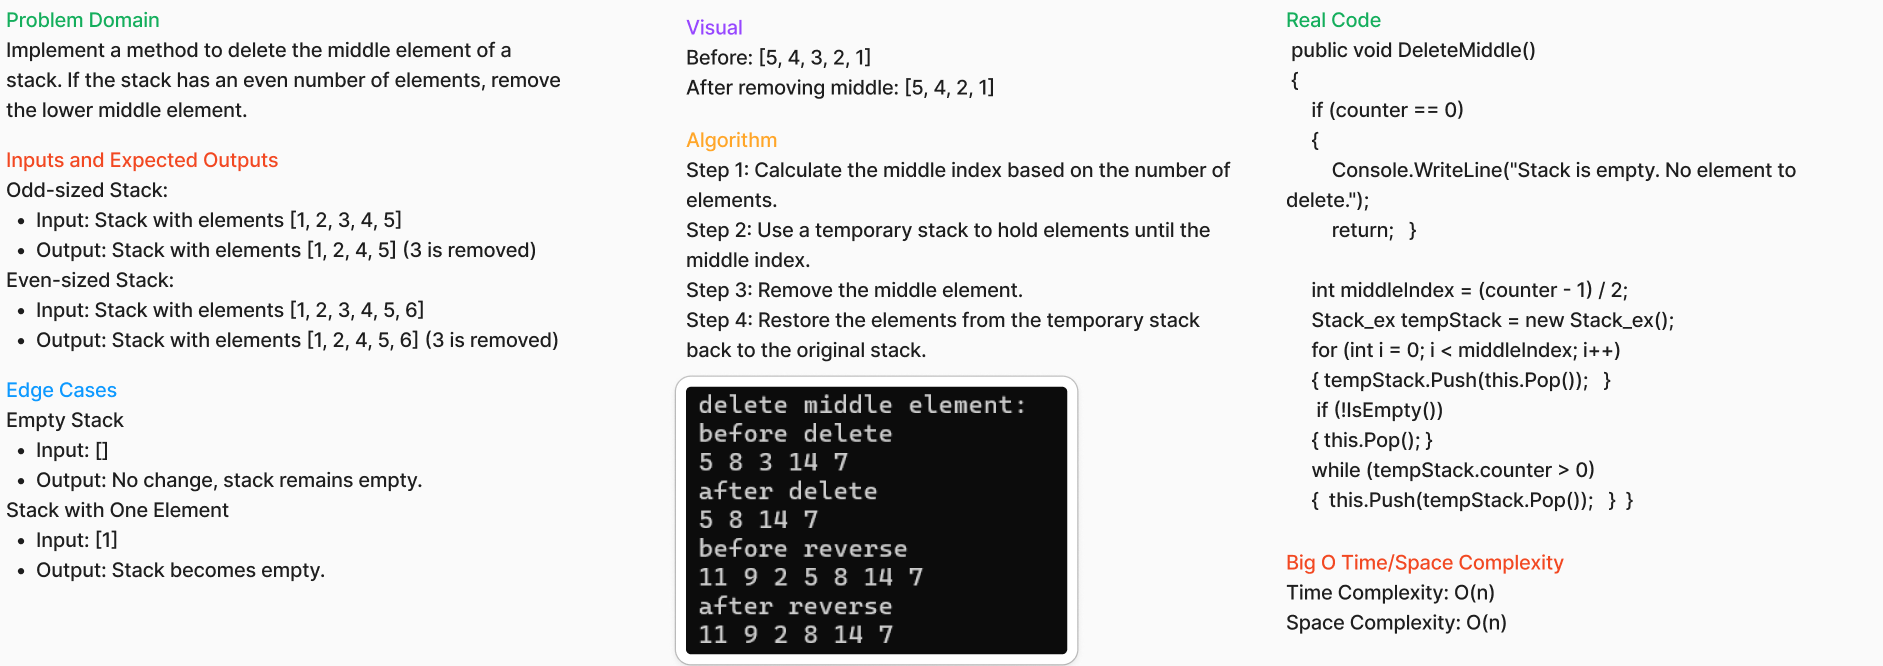 Problem Domain
Implement a method to delete the middle element of a
stack. If the stack has an even number of elements, remove
the lower middle element.
Inputs and Expected Outputs
Odd-sized Stack:
• Input: Stack with elements [1, 2, 3, 4, 5]
• Output: Stack with elements [1, 2, 4, 5] (3 is removed)
Even-sized Stack:
• Input: Stack with elements [1, 2, 3, 4, 5, 6]
• Output: Stack with elements [1, 2, 4, 5, 6] (3 is removed)
Edge Cases
Empty Stack
• Input: []
• Output: No change, stack remains empty.
Stack with One Element
• Input: [1]
• Output: Stack becomes empty.
Visual
Before: [5, 4, 3, 2, 1]
After removing middle: [5, 4, 2, 1]
Algorithm
Step 1: Calculate the middle index based on the number of
elements.
Step 2: Use a temporary stack to hold elements until the
middle index.
Step 3: Remove the middle element.
Step 4: Restore the elements from the temporary stack
back to the original stack.
delete middle element:
before delete
5 8 3 14 7
after delete
5 8 14 7
before reverse
11 9 2 5 8 14 7
after reverse
11 9 2 8 14 7
Real Code
public void DeleteMiddle()
{
if (counter == 0)
{
Console.WriteLine("Stack is empty. No element to
delete.");
return; }
int middleIndex = (counter - 1) / 2;
Stack_ex tempStack = new Stack_ex();
for (int i = 0; i < middleIndex; i++)
{ tempStack.Push(this.Pop()); }
if (!IsEmpty())
{ this.Pop(); }
while (tempStack.counter > 0)
{ this.Push(tempStack.Pop()); } }
Big O Time/Space Complexity
Time Complexity: O(n)
Space Complexity: O(n)